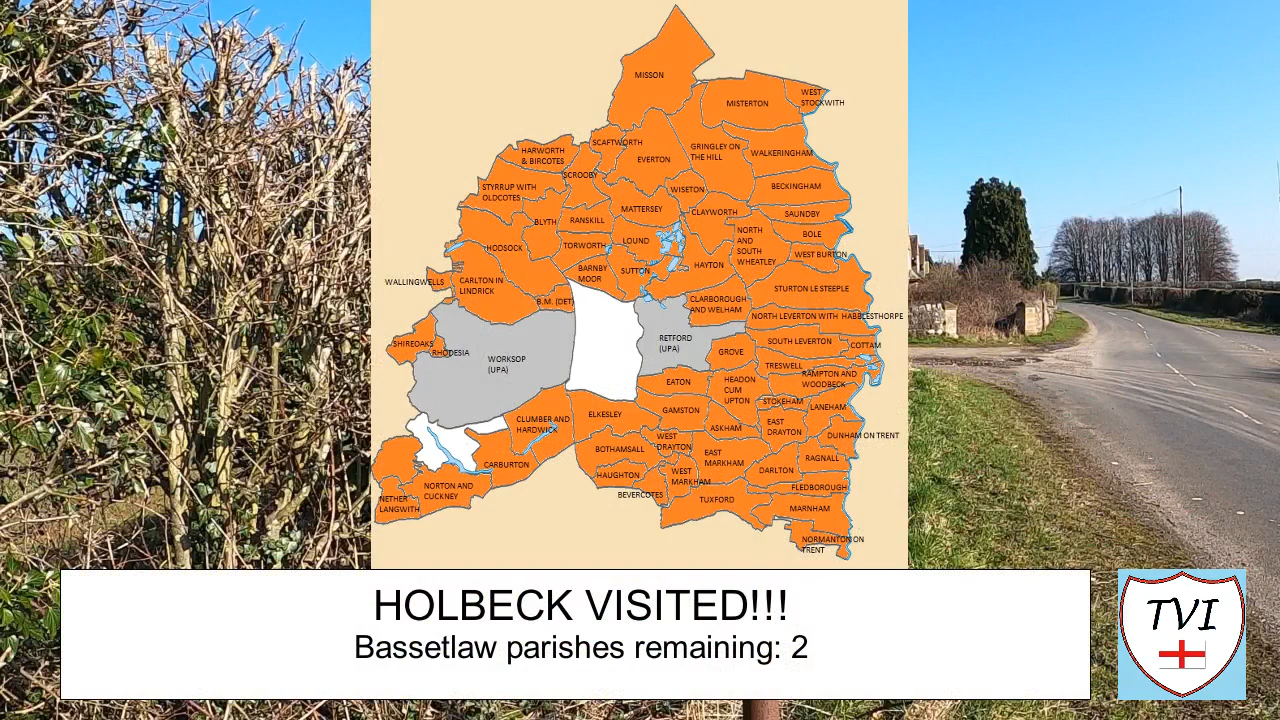 MISSON
MISTERTON
WEST
STOCKWITH
SCAFTWORTH
HARWORTH
& BIRCOTES
EVERTON
GRINGLEY ON
THE HILL
WALKERINGHAM
SCROOBY
STYRRUP WITH
OLDCOTES
WISETON
BECKINGHAM
MATTERSEY
CLAYWORTH
SAUNDBY
BLYTH
RANSKILL
NORTH
AND
SOUTH
WHEATLEY
BOLE
HODSOCK
TORWORTH
LOUND
WEST BURTON
HAYTON
BARNBY
MOOR
SUTTON
WALLINGWELLS
CARLTON IN
LINDRICK
STURTON LE STEEPLE
B.M. (DET)
CLARBOROUGH
AND WELHAM
NORTH LEVERTON WITH HABBLESTHORPE
SHIREOAKS
RHODESIA
WORKSOP
(UPA)
RETFORD
(UPA)
SOUTH LEVERTON
COTTAM
GROVE
TRESWELL
RAMPTON AND
WOODBECK
EATON
HEADON
CUM
UPTON
STOKEHAM
LANEHAM
CLUMBER AND
HARDWICK
ELKESLEY
GAMSTON
ASKHAM
EAST
DRAYTON
DUNHAM ON TRENT
WEST
DRAYTON
BOTHAMSALL
EAST
MARKHAM
RAGNALL
CARBURTON
DARLTON
HAUGHTON
WEST
MARKHAM
FLEDBOROUGH
NORTON AND
CUCKNEY
BEVERCOTES
TUXFORD
NETHER
LANGWITH
MARNHAM
NORMANTON ON
TRENT
HOLBECK VISITED!!!
Bassetlaw parishes remaining: 2
TVI